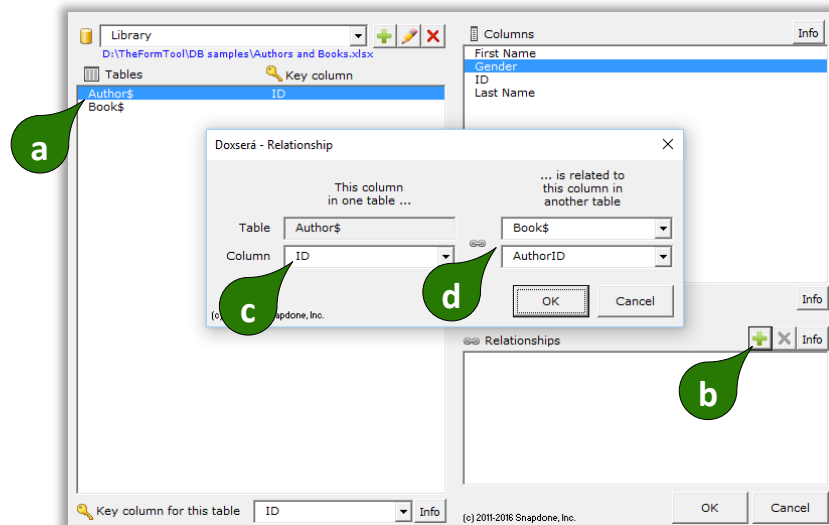 Library
D:\TheFormTool\DB samples\Authors and Books.xlsx
Tables Key column
Author$ ID
Book$
a
Columns Info
First Name
Gender
ID
Last Name
Doxserá - Relationship
This column
in one table ...
... is related to
this column in
another table
Table Author$ Book$
Column ID AuthorID
c
d
OK Cancel
(c) apdone, Inc.
Info
Relationships Info
b
Key column for this table ID Info
(c) 2011-2016 Snapdone, Inc.
OK Cancel